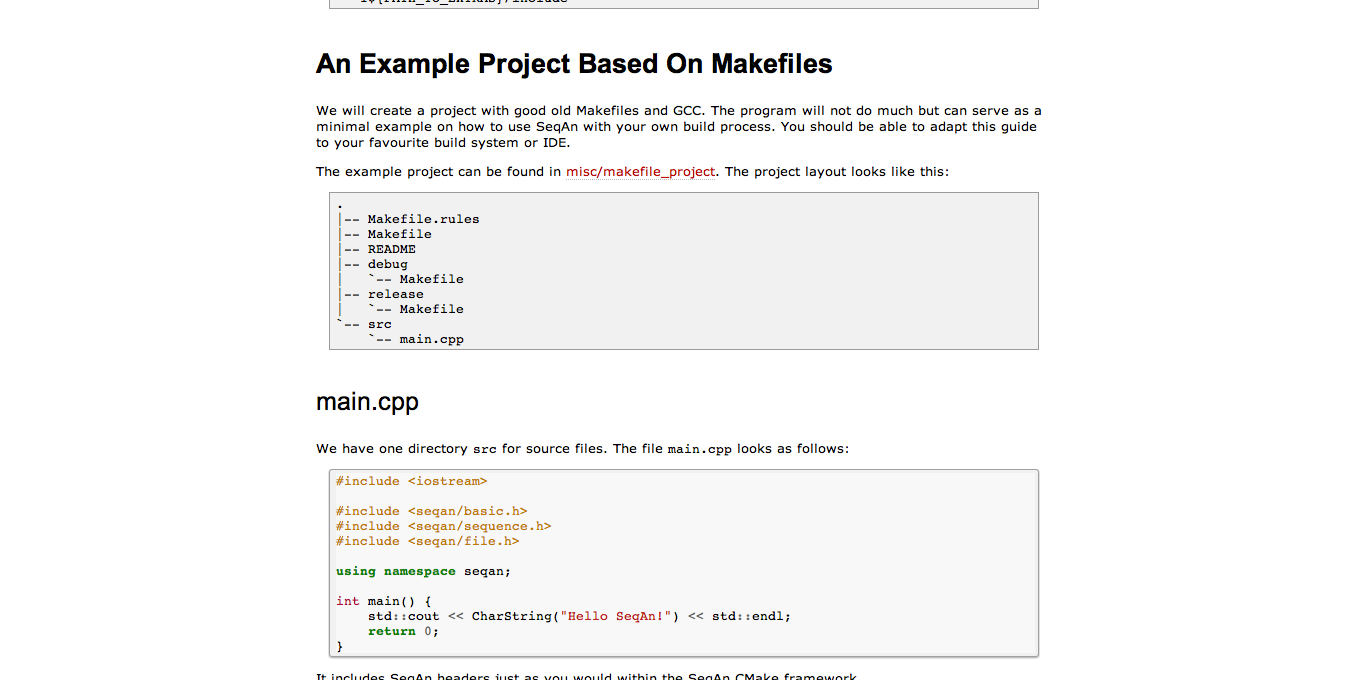 An Example Project Based On Makefiles
We will create a project with good old Makefiles and GCC. The program will not do much but can serve as a
minimal example on how to use SeqAn with your own build process. You should be able to adapt this guide
to your favourite build system or IDE.
The example project can be found in misc/makefile_project. The project layout looks like this:
.
|-- Makefile.rules
|-- Makefile
|-- README
|-- debug
|   `-- Makefile
|-- release
|   `-- Makefile
`-- src
    `-- main.cpp
main.cpp
We have one directory src for source files. The file main.cpp looks as follows:
#include <iostream>
#include <seqan/basic.h>
#include <seqan/sequence.h>
#include <seqan/file.h>
using namespace seqan;
int main() {
    std::cout << CharString("Hello SeqAn!") << std::endl;
    return 0;
}
It includes SeqAn headers just as you would within the SeqAn CMake framework.